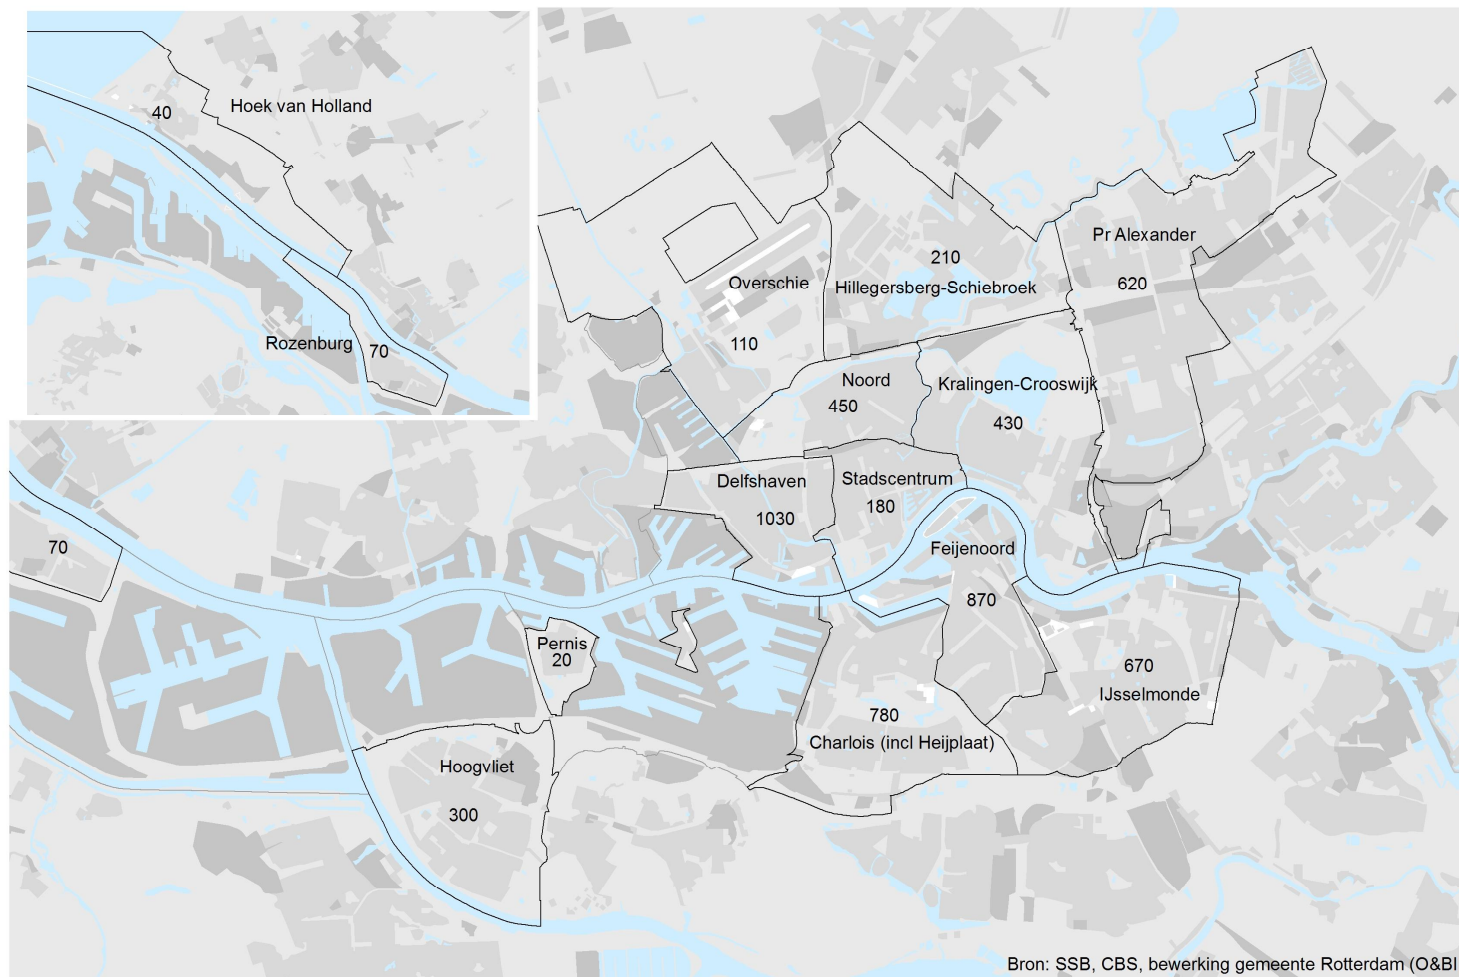 Hoek van Holland
40
Rozenburg
70
Pr Alexander
620
210
Hillegersberg-Schiebroek
Overschie
110
Noord
450
Kralingen-Crooswijk
430
Delfshaven
1030
Stadscentrum
180
Feijenoord
870
70
Pernis
20
670
IJsselmonde
780
Charlois (incl Heijplaat)
Hoogvliet
300
Bron: SSB, CBS, bewerking gemeente Rotterdam (O&BI